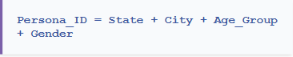 Persona_ID = State + City + Age_Group
+ Gender